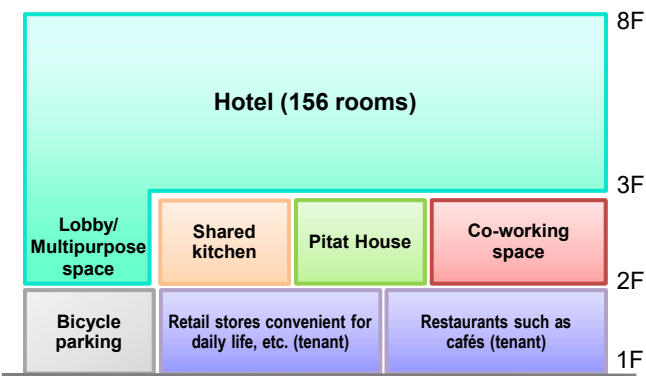 8F
Hotel (156 rooms)
3F
Lobby/
Multipurpose
space
Shared
kitchen
Pitat House
Co-working
space
2F
Bicycle
parking
Retail stores convenient for
daily life, etc. (tenant)
Restaurants such as
cafés (tenant)
1F